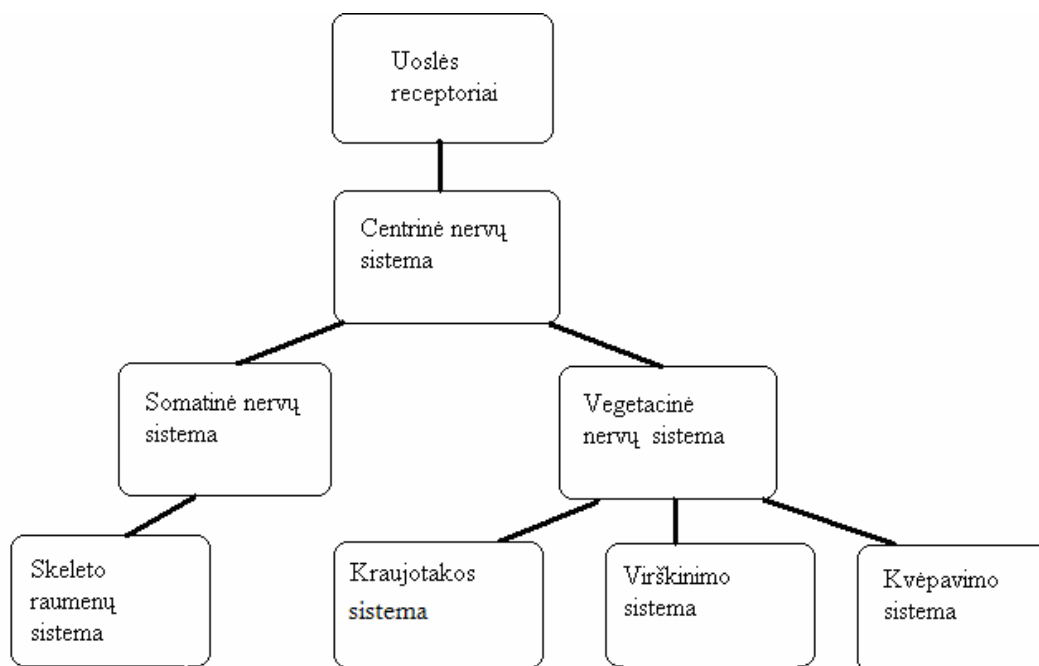 Uoslės
receptoriai
Centrinė nervų
sistema
Somatinė nervų
sistema
Vegetacinė
nervų sistema
Skeleto
raumenų
sistema
Kraujotakos
sistema
Virškinimo
sistema
Kvėpavimo
sistema